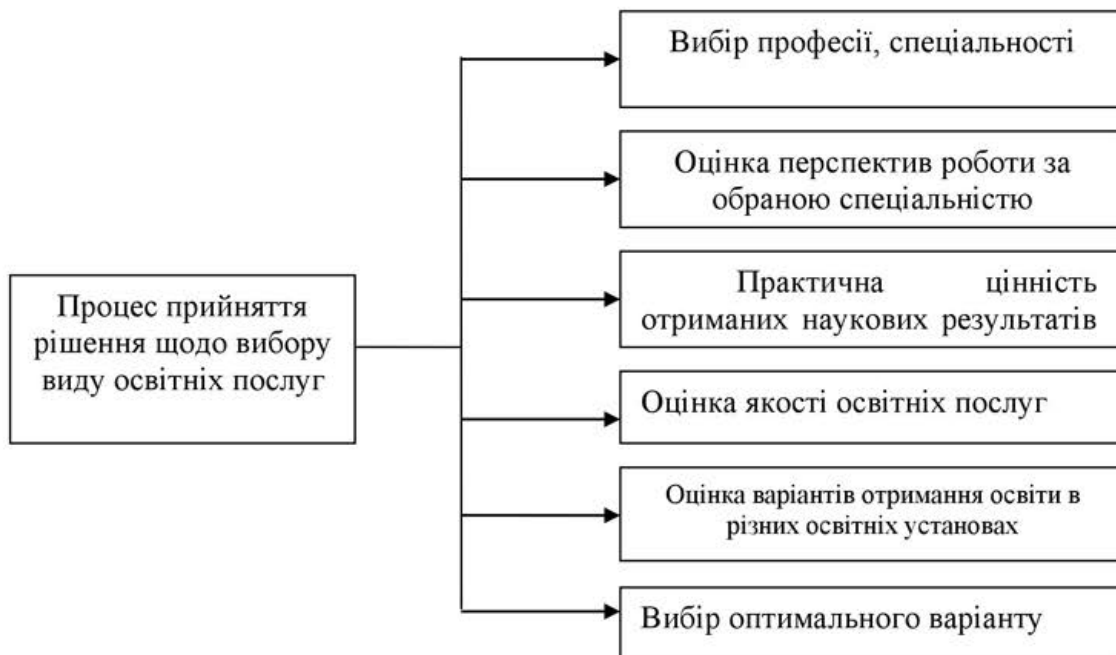 Вибір професії, спеціальності
Оцінка перспектив роботи за
обраною спеціальністю
Процес прийняття
рішення щодо вибору
виду освітніх послуг
Практична цінність
отриманих наукових результатів
Оцінка якості освітніх послуг
Оцінка варіантів отримання освіти в
різних освітніх установах
Вибір оптимального варіанту